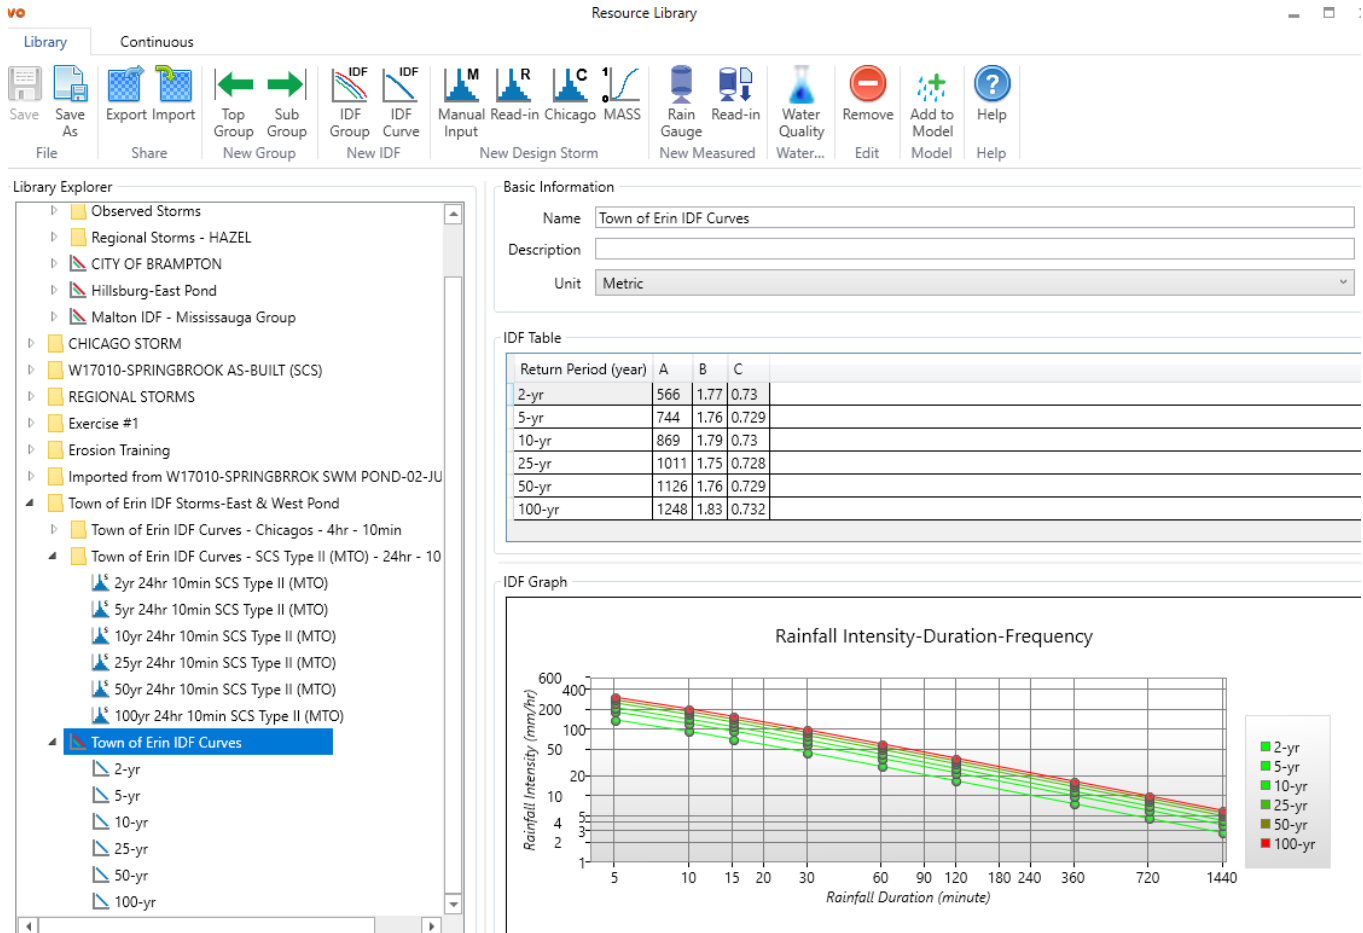 VO
Resource Library
Library Continuous
Save
Save As
Export
Import
Top Group
Sub Group
IDF Group
IDF Curve
M
Manual Input
R
Read-in
C
Chicago
1
0
MASS
Rain Gauge
Read-in
Water Quality
Remove
Add to Model
Help
File Share New Group New IDF New Design Storm New Measured Water... Edit Model Help
Library Explorer
Observed Storms
Regional Storms - HAZEL
CITY OF BRAMPTON
Hillsburg-East Pond
Malton IDF - Mississauga Group
CHICAGO STORM
W17010-SPRINGBROOK AS-BUILT (SCS)
REGIONAL STORMS
Exercise #1
Erosion Training
Imported from W17010-SPRINGBRROK SWM POND-02-JU
Town of Erin IDF Storms-East & West Pond
Town of Erin IDF Curves - Chicagos - 4hr - 10min
Town of Erin IDF Curves - SCS Type II (MTO) - 24hr - 10
2yr 24hr 10min SCS Type II (MTO)
5yr 24hr 10min SCS Type II (MTO)
10yr 24hr 10min SCS Type II (MTO)
25yr 24hr 10min SCS Type II (MTO)
50yr 24hr 10min SCS Type II (MTO)
100yr 24hr 10min SCS Type II (MTO)
Town of Erin IDF Curves
2-yr
5-yr
10-yr
25-yr
50-yr
100-yr
Basic Information
Name Town of Erin IDF Curves
Description
Unit Metric
IDF Table
Return Period (year) A B C
2-yr 566 1.77 0.73
5-yr 744 1.76 0.729
10-yr 869 1.79 0.73
25-yr 1011 1.75 0.728
50-yr 1126 1.76 0.729
100-yr 1248 1.83 0.732
IDF Graph
Rainfall Intensity-Duration-Frequency
Rainfall Intensity (mm/hr)
600
400
200
100
50
20
10
5
4
3
2
1
5 10 15 20 30 60 90 120 180 240 360 720 1440
Rainfall Duration (minute)
2-yr
5-yr
10-yr
25-yr
50-yr
100-yr